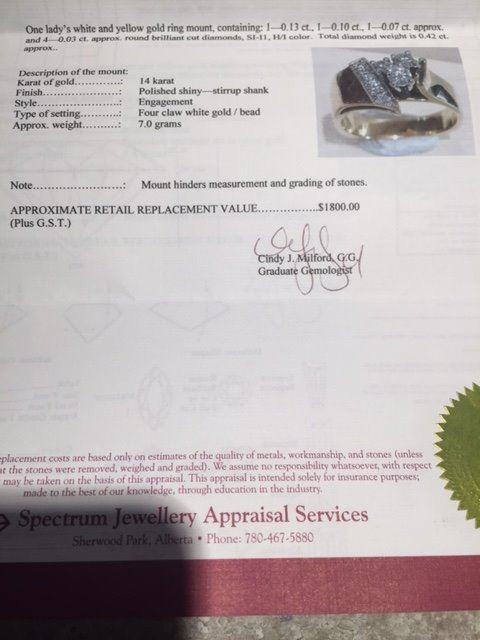 One lady's white and yellow gold ring mount, containing: 1—0.13 ct., 1—0.10 ct., 1—0.07 ct. approx.
and 4—0.03 ct. approx. round brilliant cut diamonds, SI-I1, H/I color. Total diamond weight is 0.42 ct.
approx..
Description of the mount:
Karat of gold.............: 14 karat
Finish.......................: Polished shiny—stirrup shank
Style.........................: Engagement
Type of setting...........: Four claw white gold / bead
Approx. weight..........: 7.0 grams
Note.........................: Mount hinders measurement and grading of stones.
APPROXIMATE RETAIL REPLACEMENT VALUE................$1800.00
(Plus G.S.T.)
Cindy J. Milford, G.G.
Graduate Gemologist
eplacement costs are based only on estimates of the quality of metals, workmanship, and stones (unless
at the stones were removed, weighed and graded). We assume no responsibility whatsoever, with respect
may be taken on the basis of this appraisal. This appraisal is intended solely for insurance purposes;
made to the best of our knowledge, through education in the industry.
Spectrum Jewellery Appraisal Services
Sherwood Park, Alberta • Phone: 780-467-5880